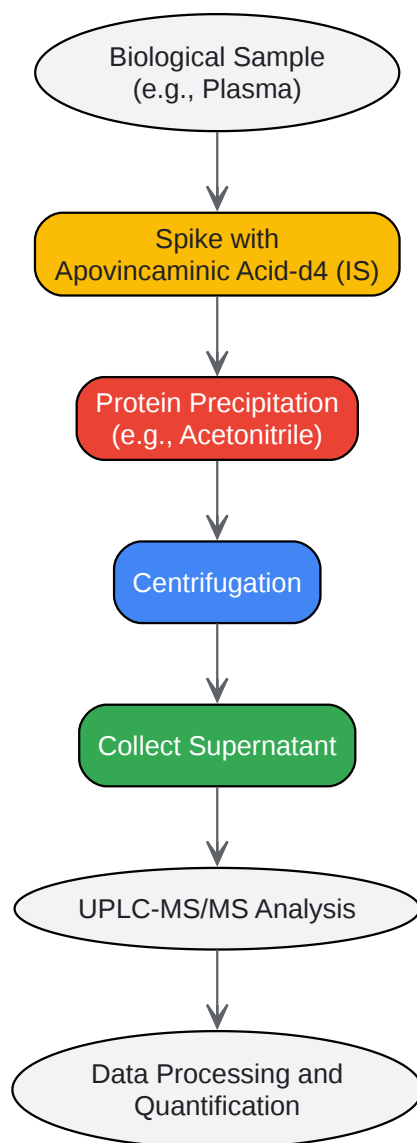 Biological Sample
(e.g., Plasma)
Spike with
Apovincaminic Acid-d4 (IS)
Protein Precipitation
(e.g., Acetonitrile)
Centrifugation
Collect Supernatant
UPLC-MS/MS Analysis
Data Processing and
Quantification